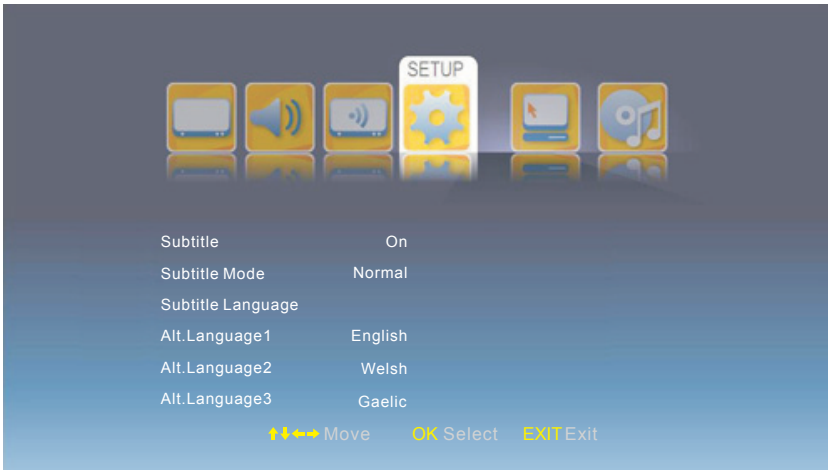 SETUP
Subtitle On
Subtitle Mode Normal
Subtitle Language
Alt.Language1 English
Alt.Language2 Welsh
Alt.Language3 Gaelic
Move OK Select EXIT Exit